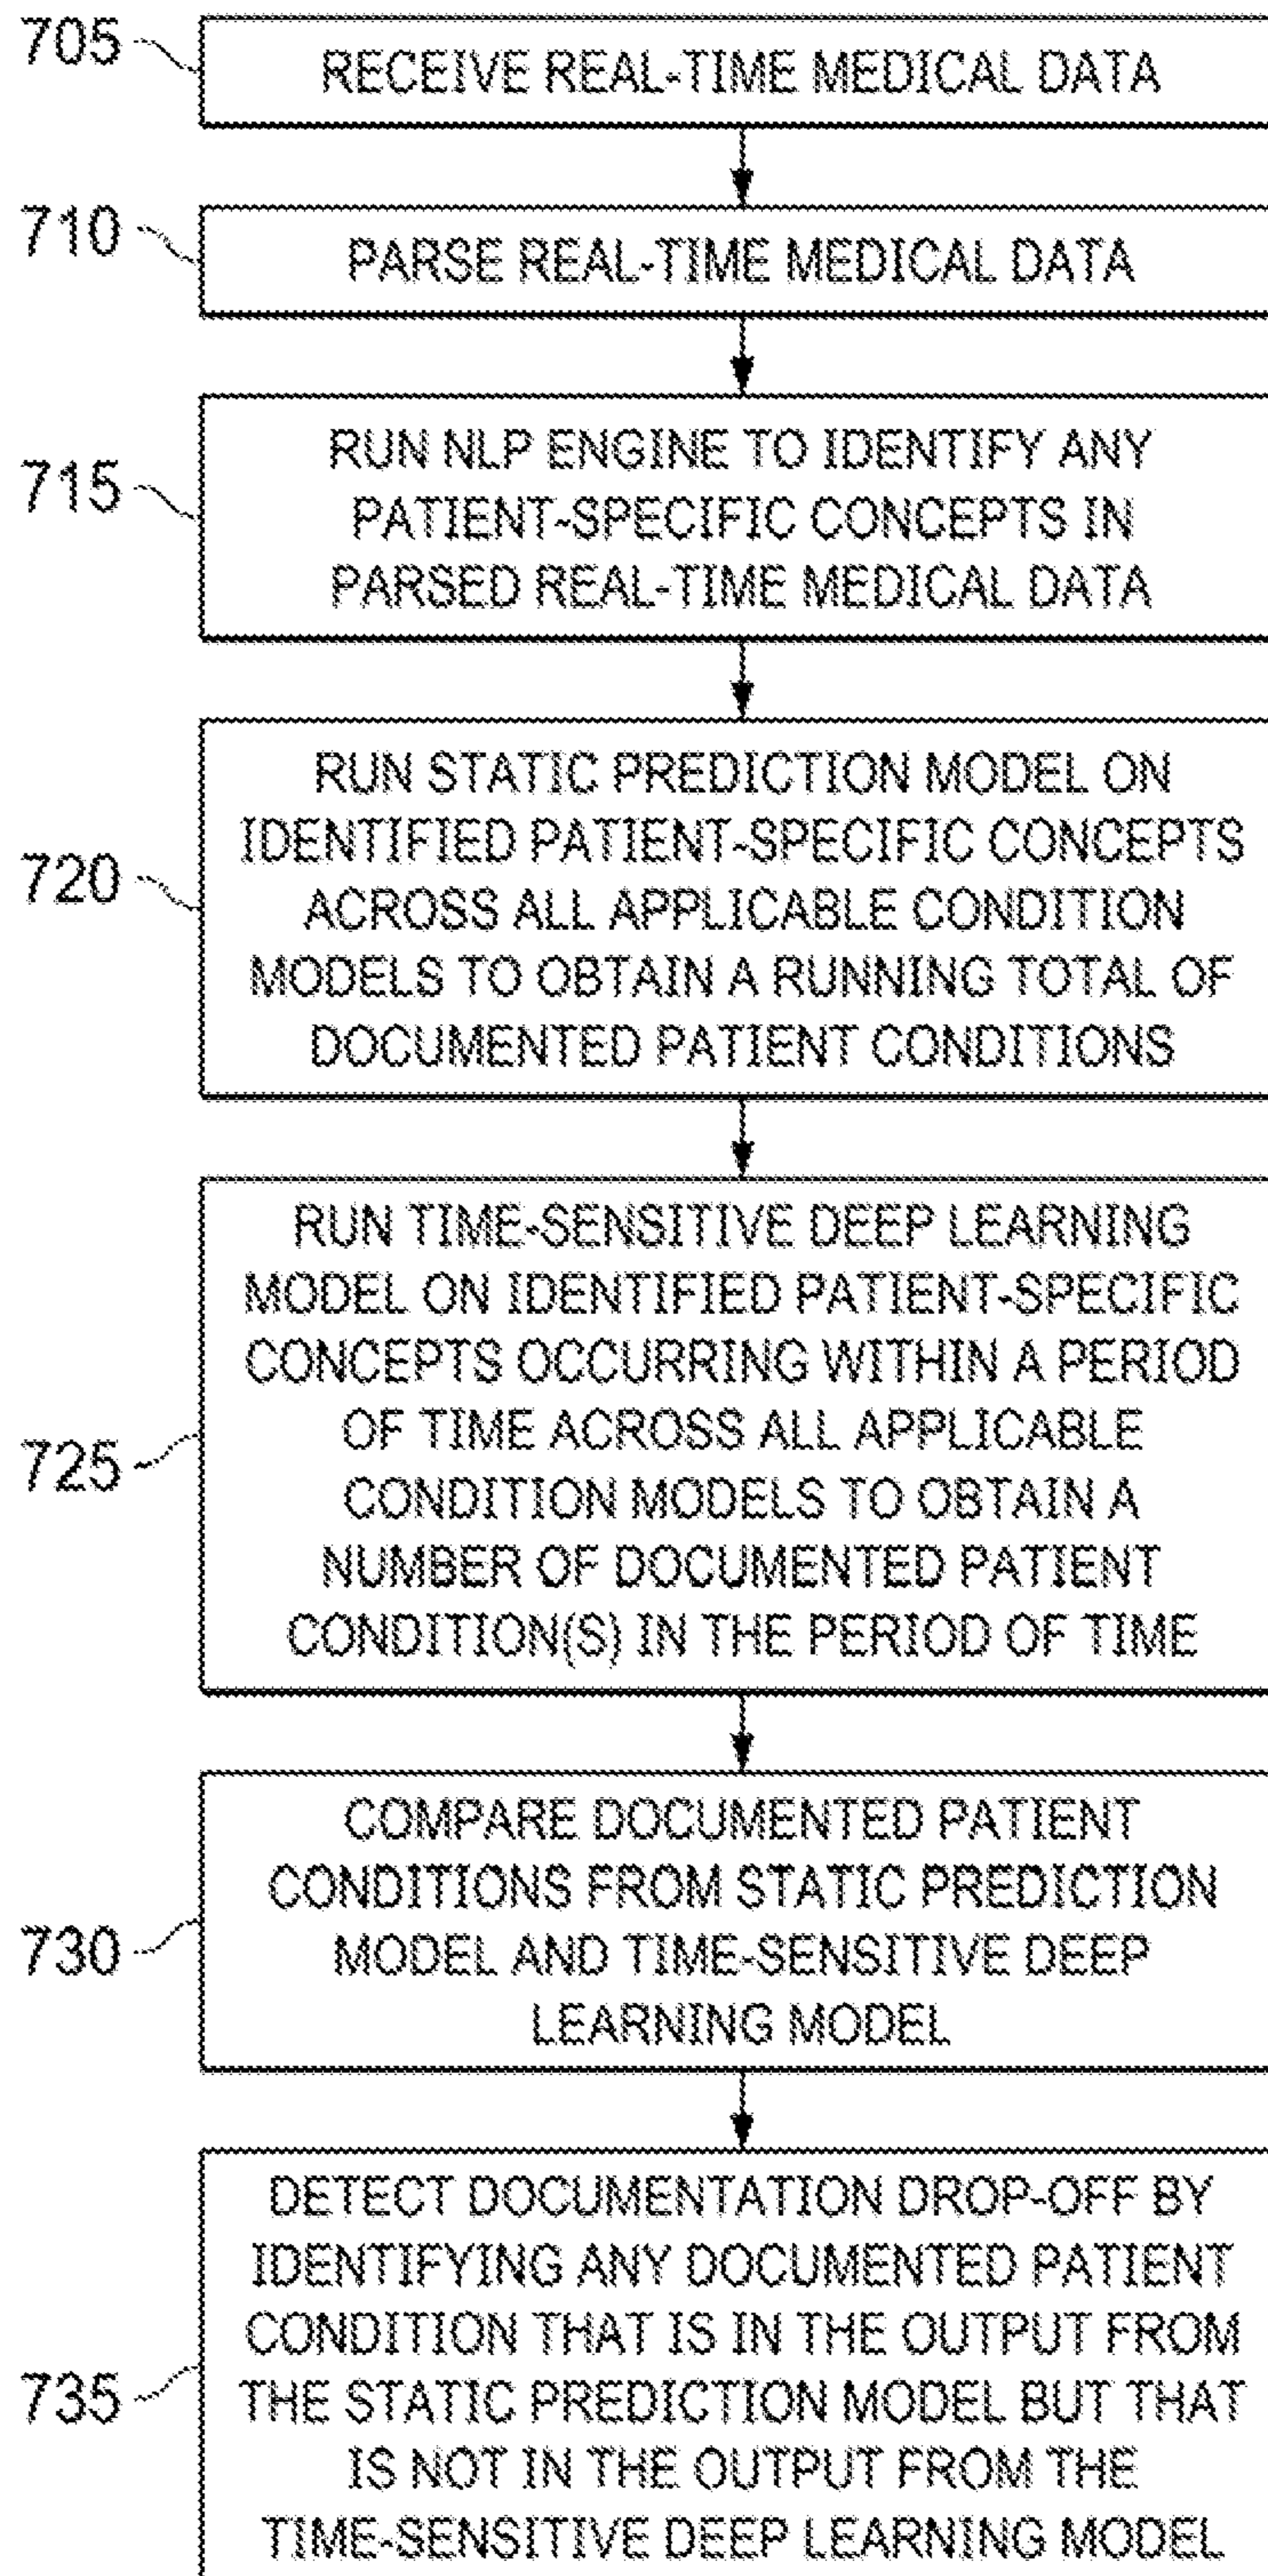 705
RECEIVE REAL-TIME MEDICAL DATA
710
PARSE REAL-TIME MEDICAL DATA
715
RUN NLP ENGINE TO IDENTIFY ANY
PATIENT-SPECIFIC CONCEPTS IN
PARSED REAL-TIME MEDICAL DATA
720
RUN STATIC PREDICTION MODEL ON
IDENTIFIED PATIENT-SPECIFIC CONCEPTS
ACROSS ALL APPLICABLE CONDITION
MODELS TO OBTAIN A RUNNING TOTAL OF
DOCUMENTED PATIENT CONDITIONS
725
RUN TIME-SENSITIVE DEEP LEARNING
MODEL ON IDENTIFIED PATIENT-SPECIFIC
CONCEPTS OCCURRING WITHIN A PERIOD
OF TIME ACROSS ALL APPLICABLE
CONDITION MODELS TO OBTAIN A
NUMBER OF DOCUMENTED PATIENT
CONDITION(S) IN THE PERIOD OF TIME
730
COMPARE DOCUMENTED PATIENT
CONDITIONS FROM STATIC PREDICTION
MODEL AND TIME-SENSITIVE DEEP
LEARNING MODEL
735
DETECT DOCUMENTATION DROP-OFF BY
IDENTIFYING ANY DOCUMENTED PATIENT
CONDITION THAT IS IN THE OUTPUT FROM
THE STATIC PREDICTION MODEL BUT THAT
IS NOT IN THE OUTPUT FROM THE
TIME-SENSITIVE DEEP LEARNING MODEL